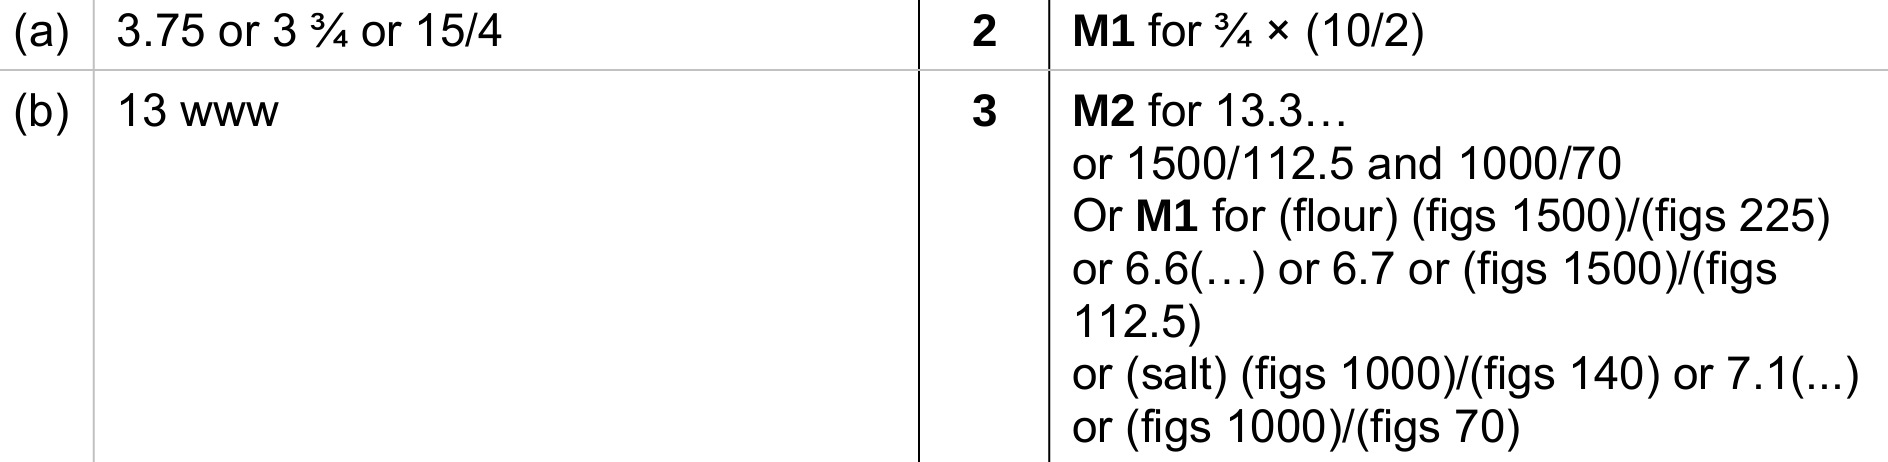 (a) 3.75 or 3 ¾ or 15/4 2 M1 for ¾ × (10/2)
(b) 13 www 3 M2 for 13.3…
or 1500/112.5 and 1000/70
Or M1 for (flour) (figs 1500)/(figs 225)
or 6.6(…) or 6.7 or (figs 1500)/(figs
112.5)
or (salt) (figs 1000)/(figs 140) or 7.1(...)
or (figs 1000)/(figs 70)